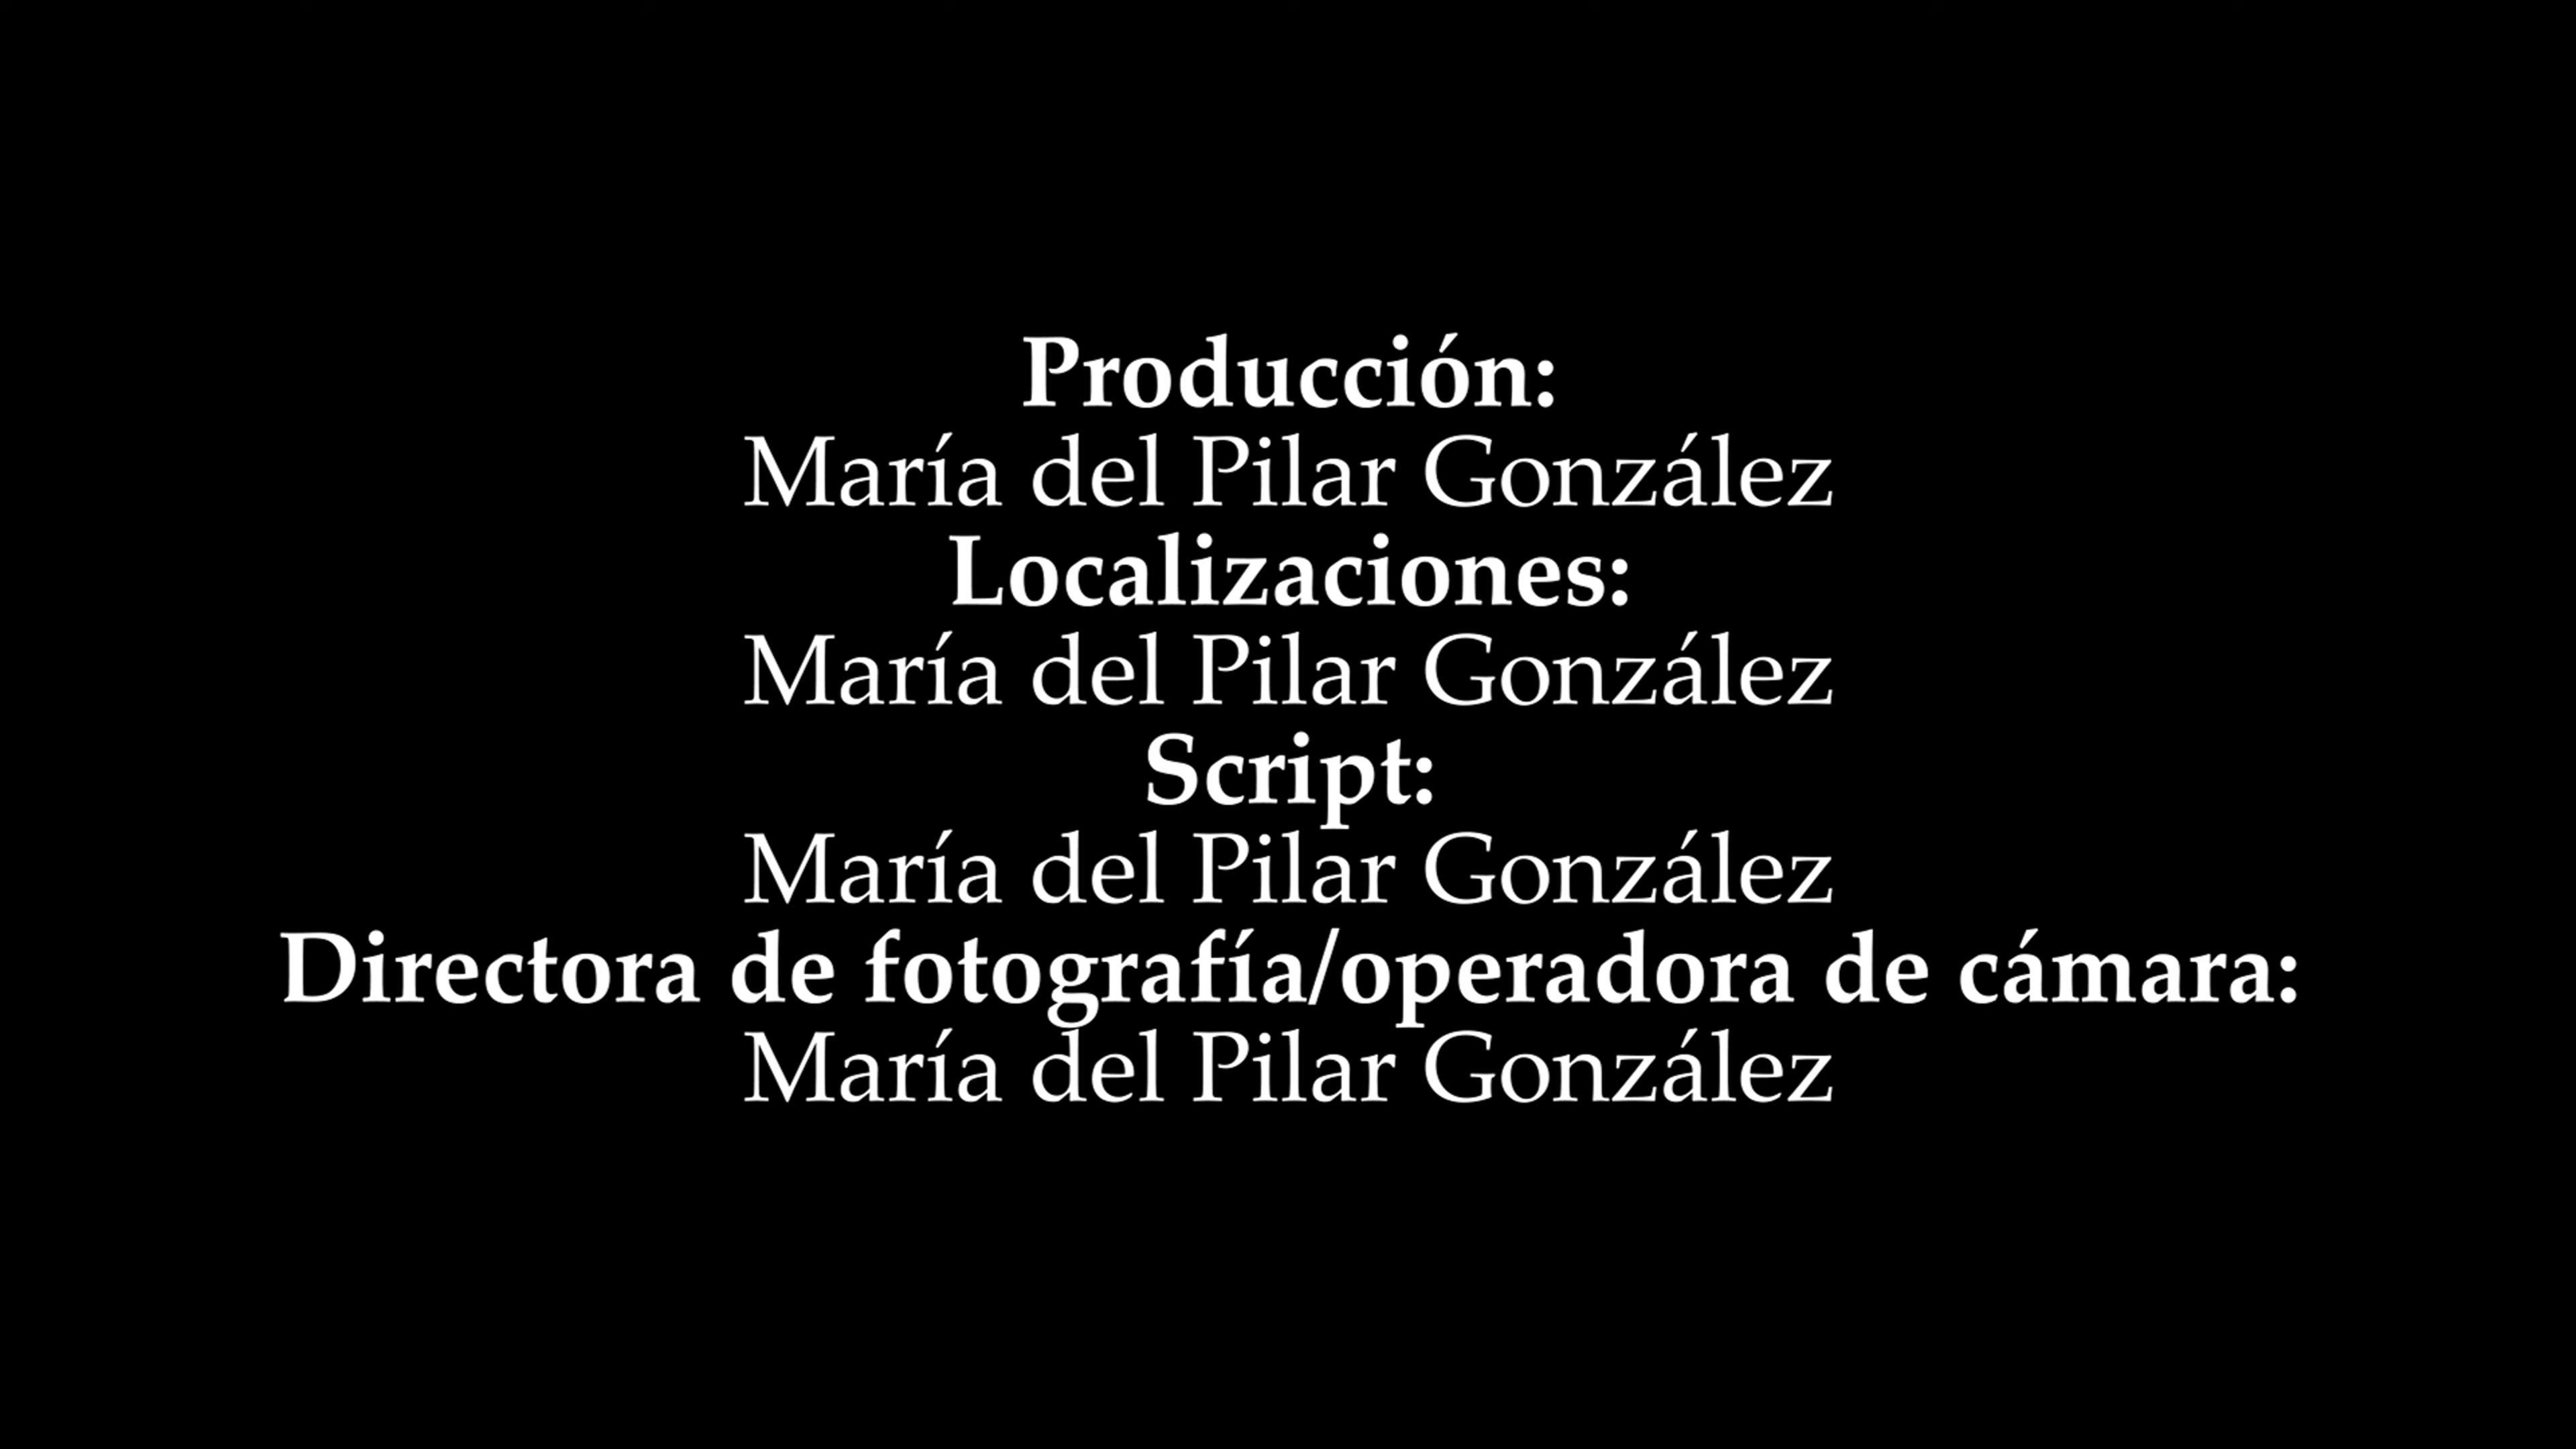 Producción:
María del Pilar González
Localizaciones:
María del Pilar González
Script:
María del Pilar González
Directora de fotografía/operadora de cámara:
María del Pilar González